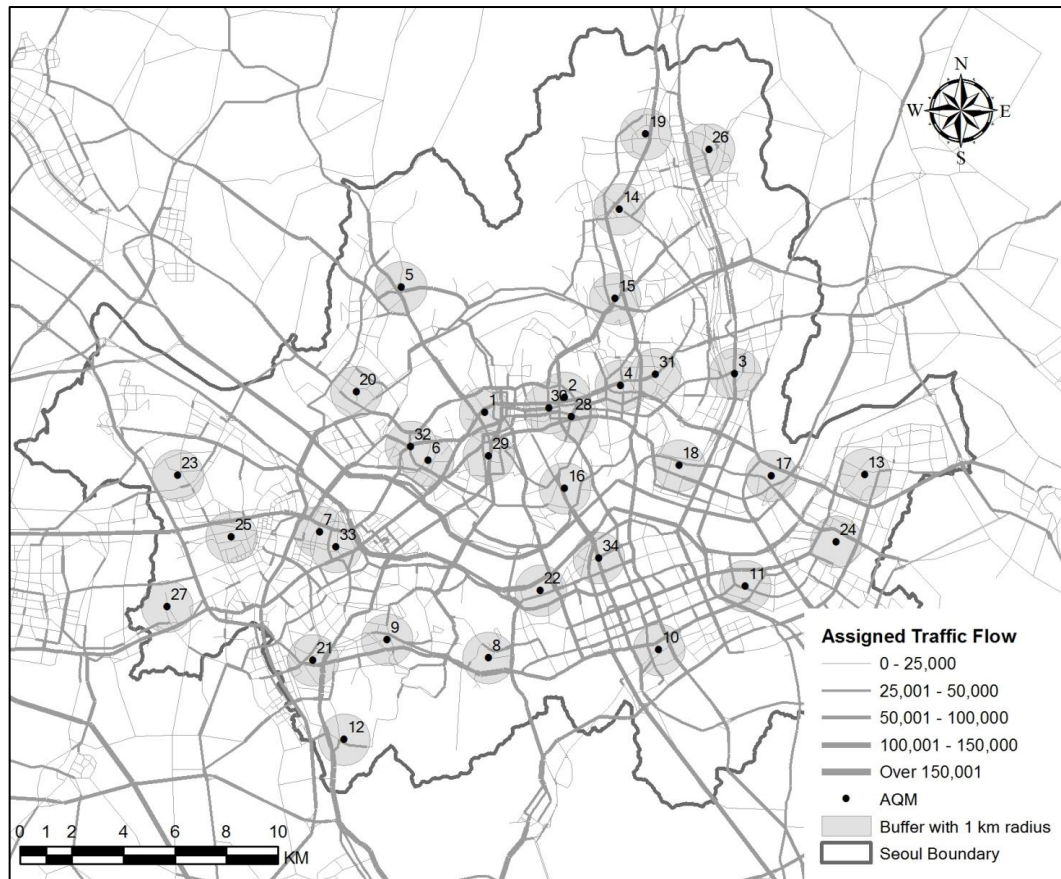 N
W
E
S
19
26
14
5
15
20
31
3
4
2
30
1
28
32
6
29
18
16
17
13
23
7
33
25
34
24
22
11
27
9
21
8
10
12
Assigned Traffic Flow
0 - 25,000
25,001 - 50,000
50,001 - 100,000
100,001 - 150,000
Over 150,001
AQM
Buffer with 1 km radius
Seoul Boundary
0 1 2 4 6 8 10
KM